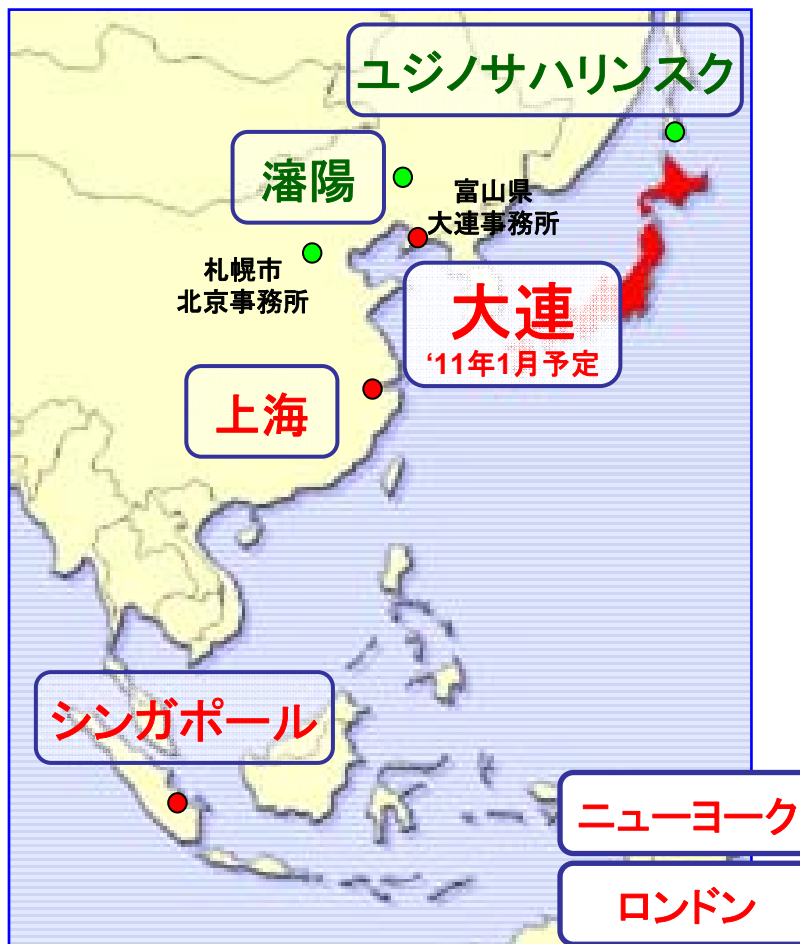 ユジノサハリンスク
瀋陽
富山県
大連事務所
札幌市
北京事務所
大連
‘11年1月予定
上海
シンガポール
ニューヨーク
ロンドン